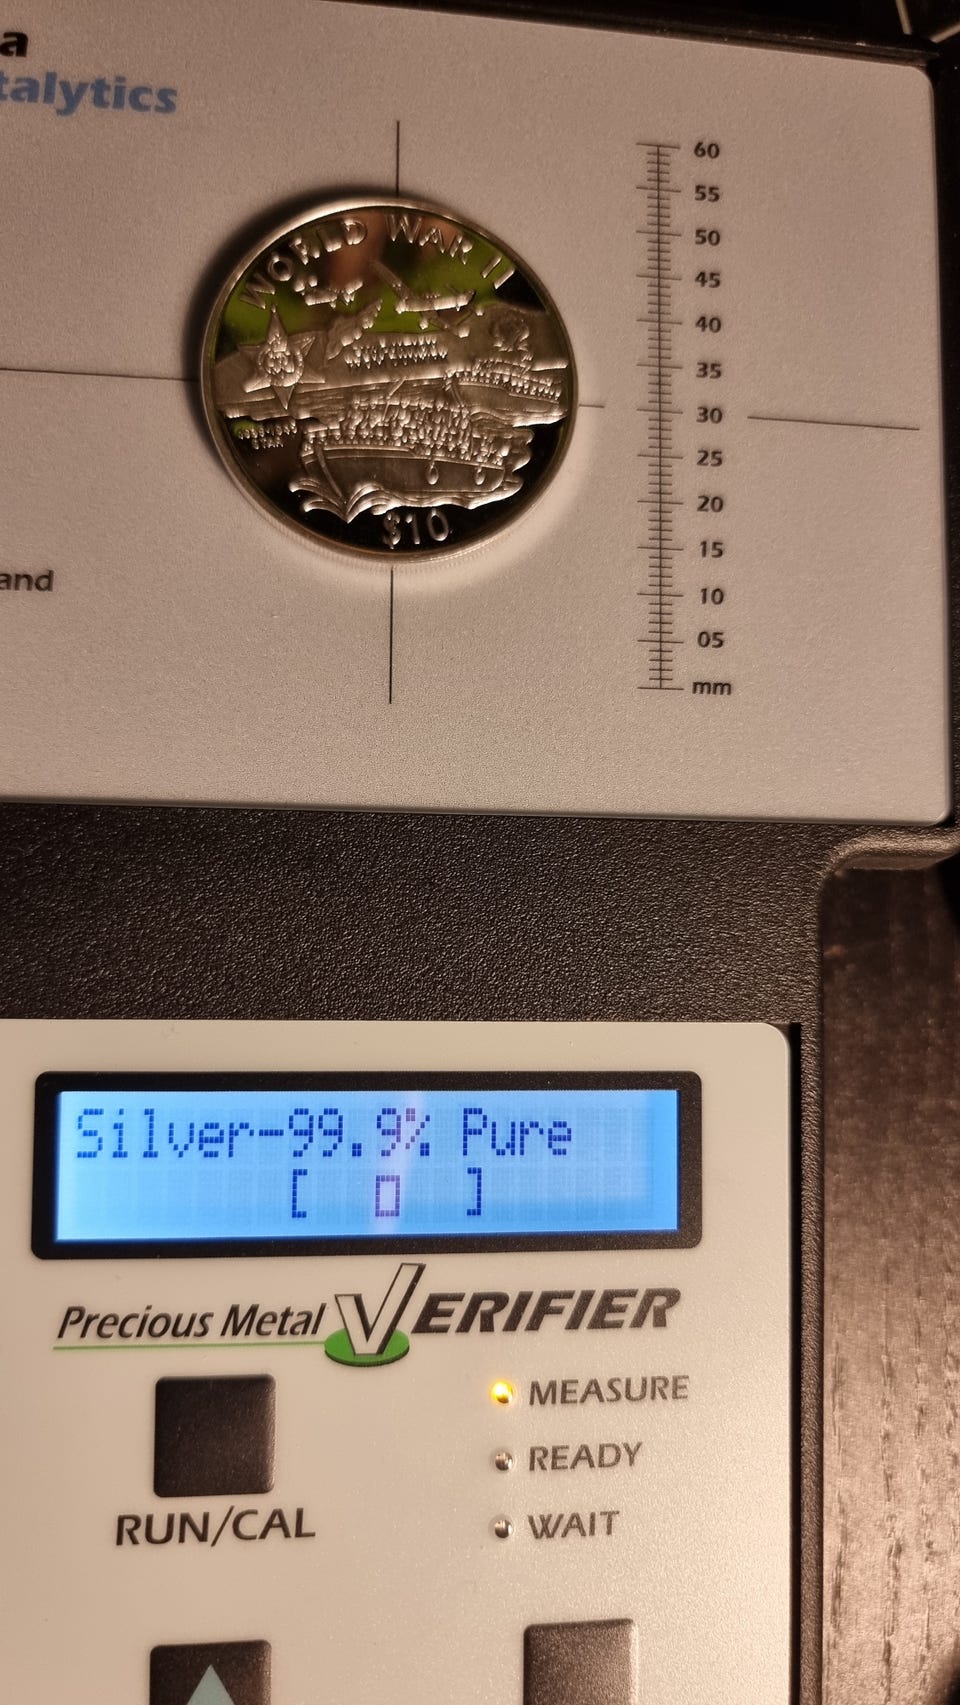 a
talytics
WORLD WAR II
$10
60
55
50
45
40
35
30
25
20
15
10
05
mm
and
Silver-99.9% Pure
[ ▯ ]
Precious Metal VERIFIER
MEASURE
READY
WAIT
RUN/CAL